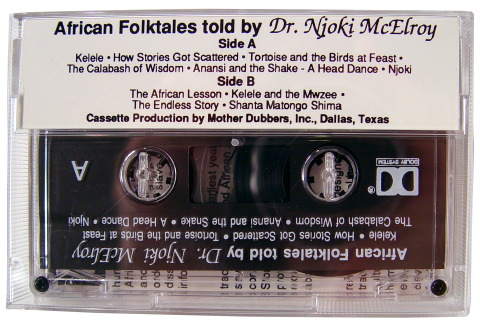 African Folktales told by Dr. Njoki McElroy
Side A
Kelele • How Stories Got Scattered • Tortoise and the Birds at Feast •
The Calabash of Wisdom • Anansi and the Shake - A Head Dance • Njoki
Side B
The African Lesson • Kelele and the Mwzee •
The Endless Story • Shanta Matongo Shima
Cassette Production by Mother Dubbers, Inc., Dallas, Texas
A
DOLBY SYSTEM
African Folktales told by Dr. Njoki McElroy
Kelele • How Stories Got Scattered • Tortoise and the Birds at Feast
The Calabash of Wisdom • Anansi and the Snake • A Head Dance • Njoki